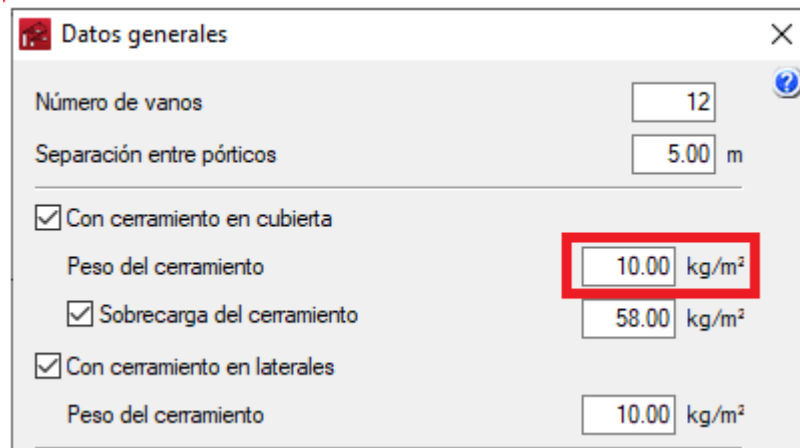 Datos generales
Número de vanos 12
Separación entre pórticos 5.00 m
Con cerramiento en cubierta
Peso del cerramiento 10.00 kg/m²
Sobrecarga del cerramiento 58.00 kg/m²
Con cerramiento en laterales
Peso del cerramiento 10.00 kg/m²